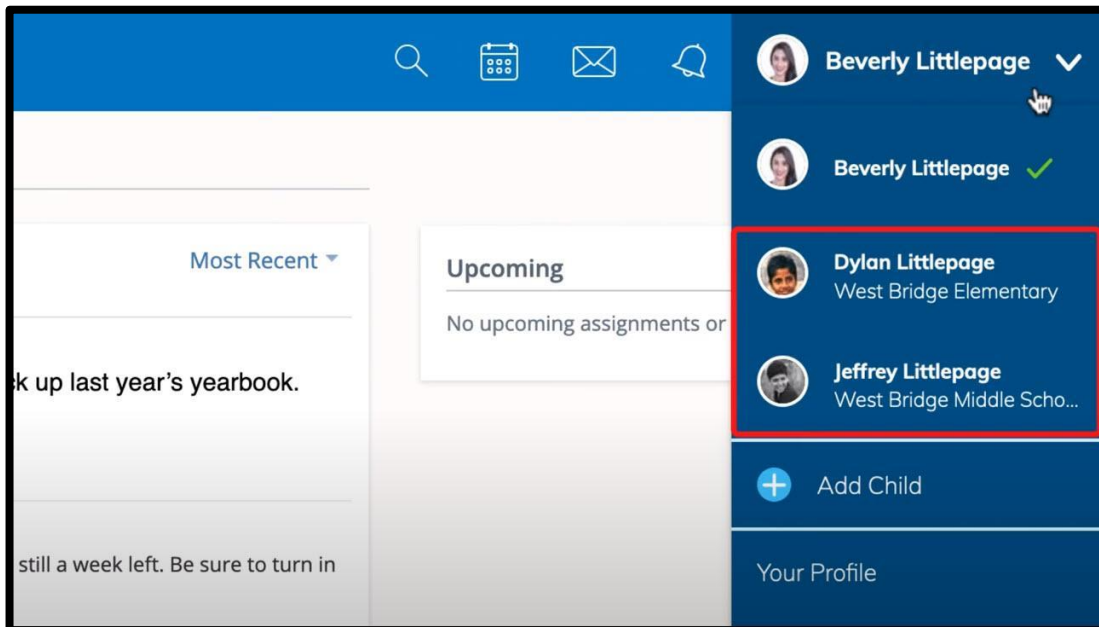 Beverly Littlepage
Beverly Littlepage
Most Recent
Upcoming
No upcoming assignments or
Dylan Littlepage
West Bridge Elementary
Jeffrey Littlepage
West Bridge Middle Scho...
k up last year’s yearbook.
Add Child
still a week left. Be sure to turn in
Your Profile